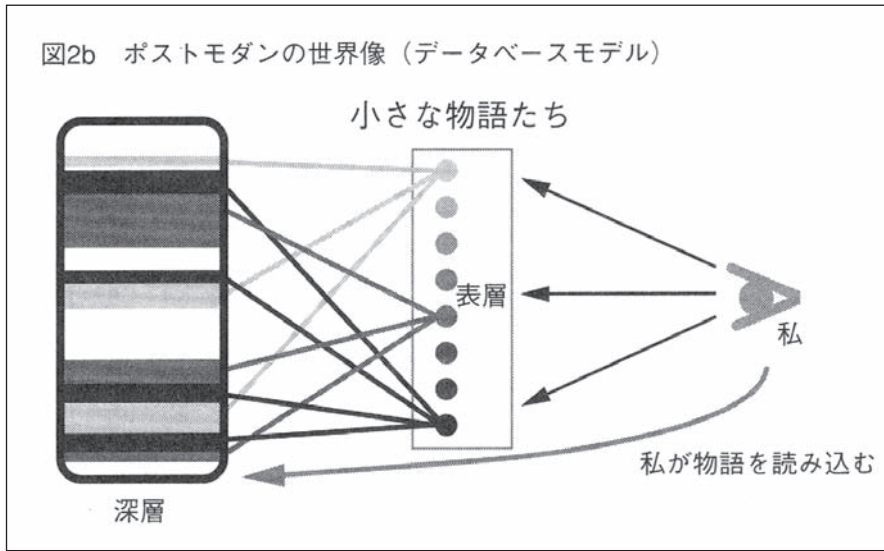 図2b　ポストモダンの世界像（データベースモデル）
小さな物語たち
表層
私
私が物語を読み込む
深層